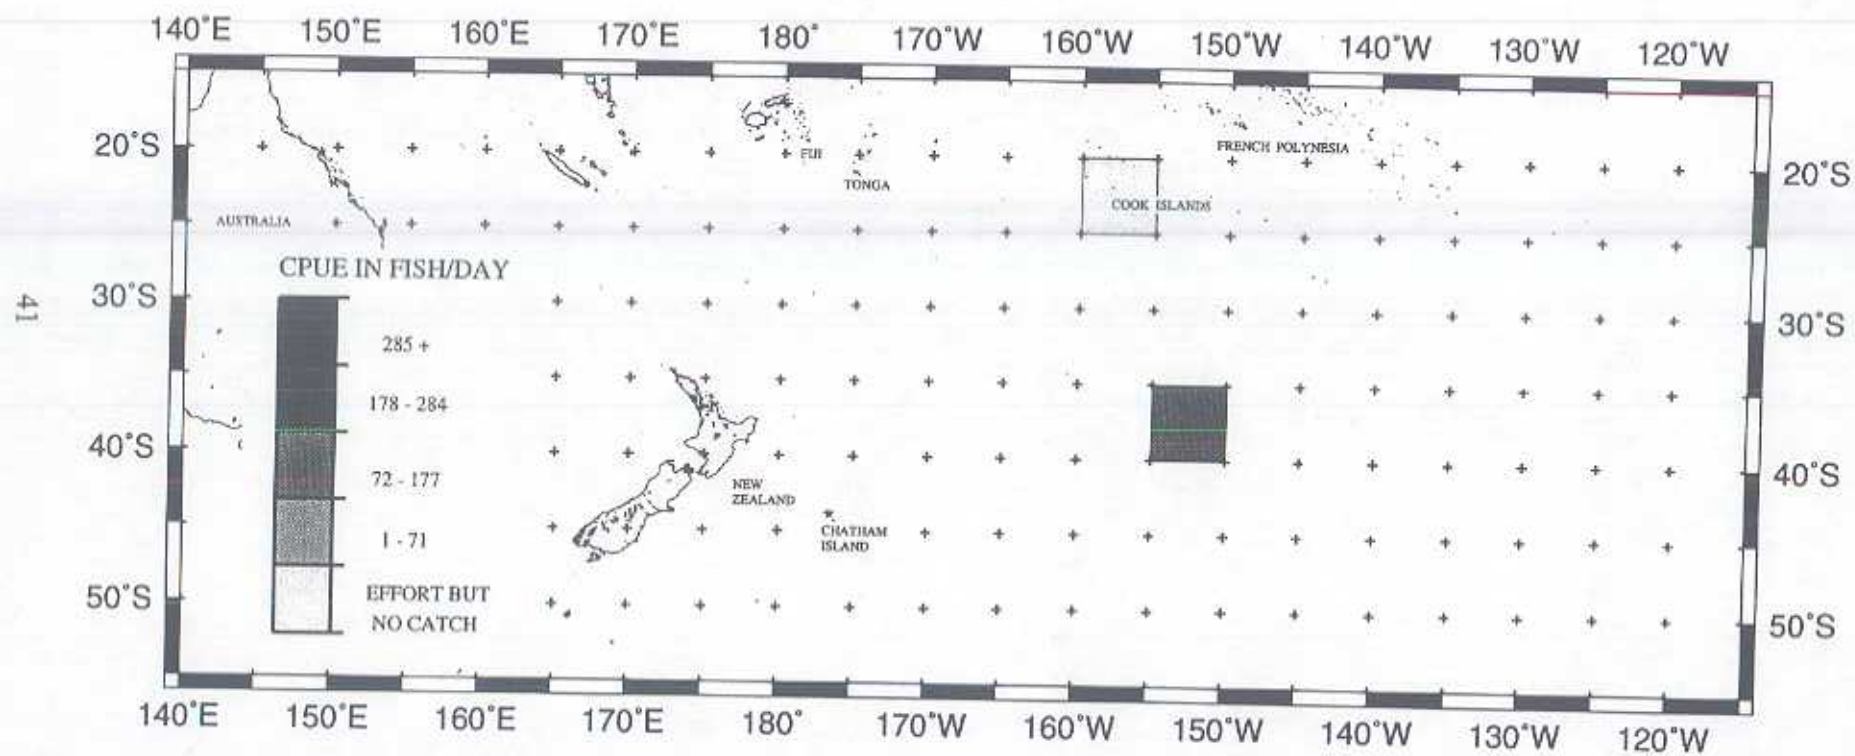 140°E 150°E 160°E 170°E 180° 170°W 160°W 150°W 140°W 130°W 120°W
20°S
20°S
FIJI
FRENCH POLYNESIA
TONGA
COOK ISLANDS
AUSTRALIA
CPUE IN FISH/DAY
30°S
30°S
41
285 +
178 - 284
40°S
40°S
72 - 177
NEW
ZEALAND
CHATHAM
ISLAND
1 - 71
50°S
50°S
EFFORT BUT
NO CATCH
140°E 150°E 160°E 170°E 180° 170°W 160°W 150°W 140°W 130°W 120°W